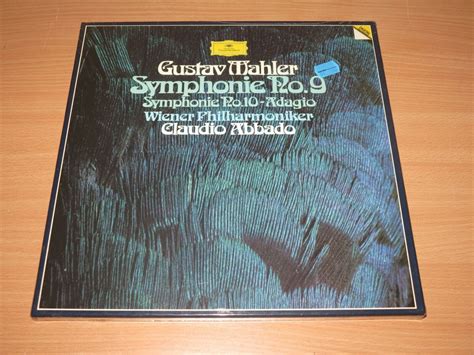 Gustav Mahler
Symphonie No.9
Symphonie No.10-Adagio
Wiener Philharmoniker
Claudio Abbado